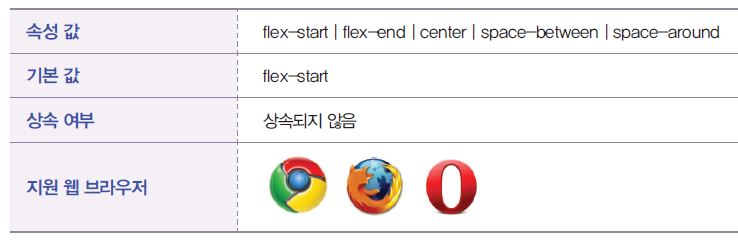 속성 값 flex-start | flex-end | center | space-between | space-around
기본 값 flex-start
상속 여부 상속되지 않음
지원 웹 브라우저